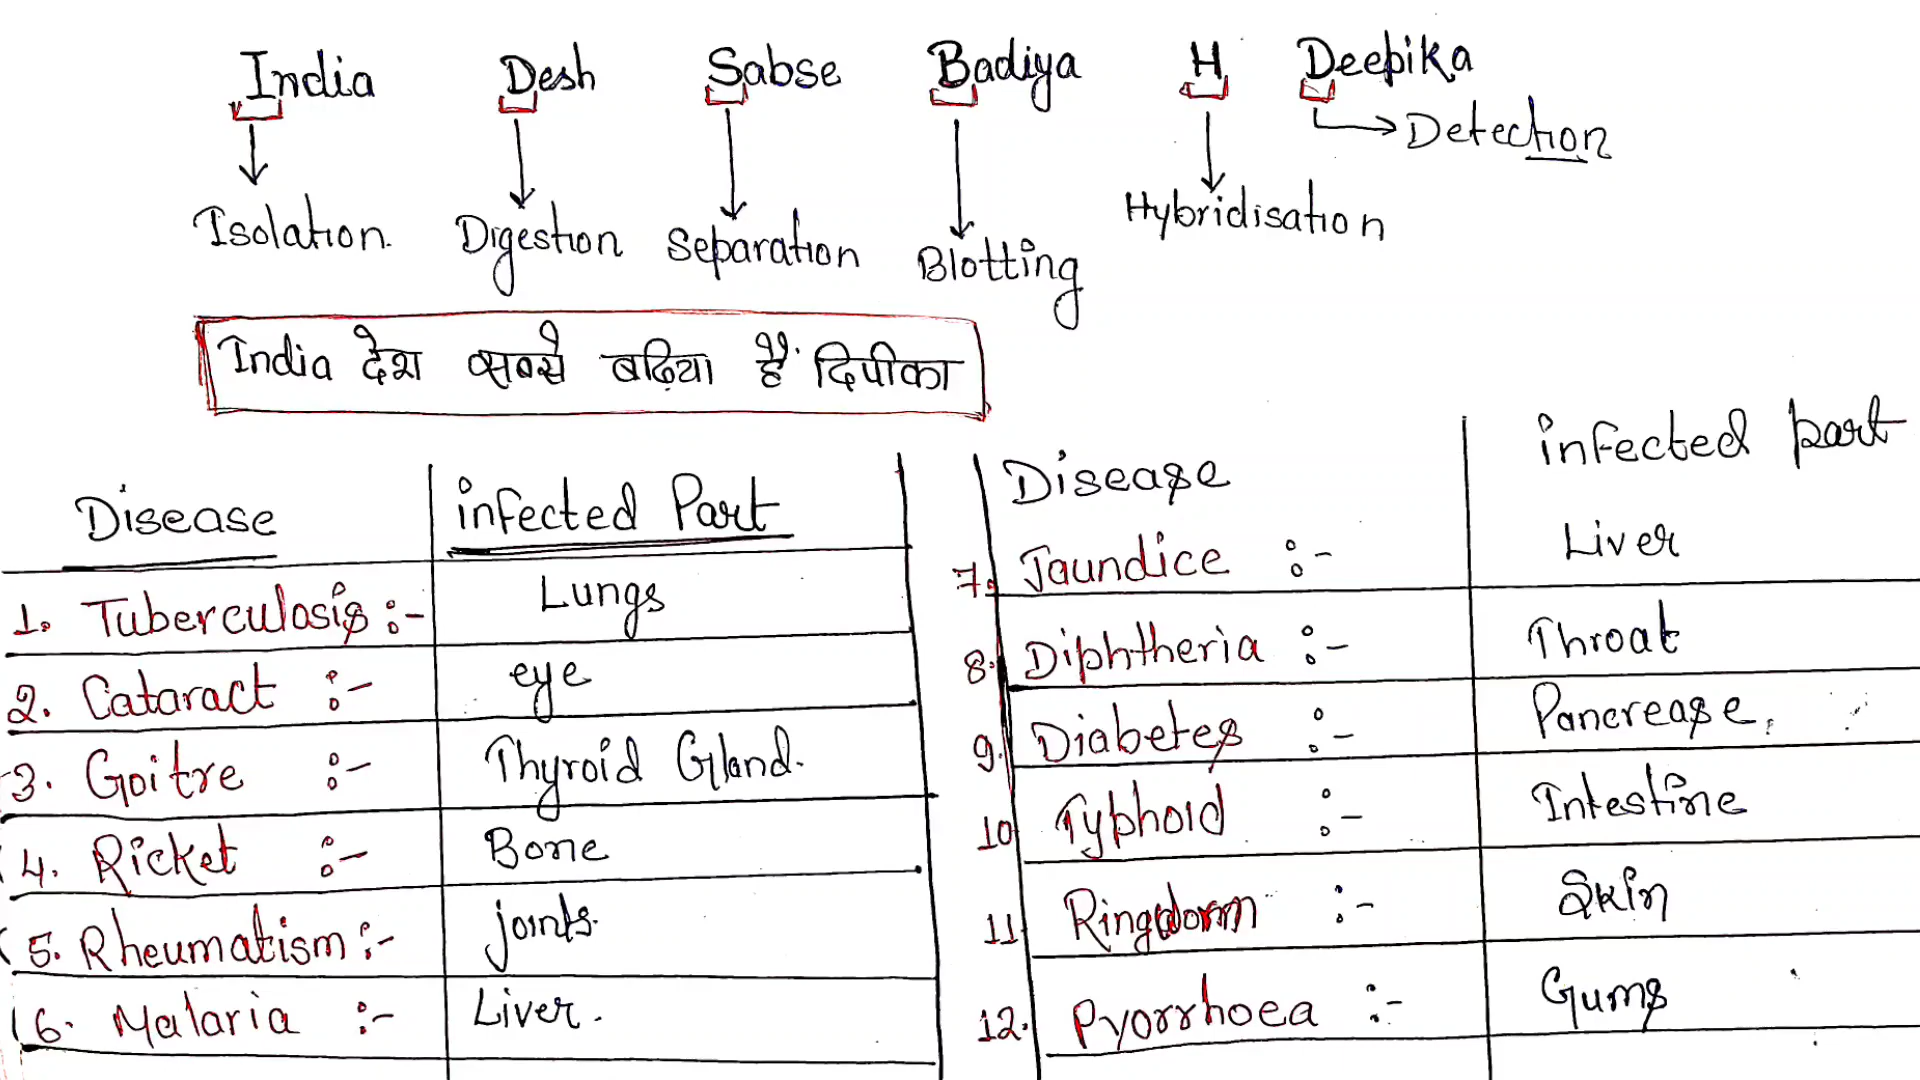 India Desh Sabse Badiya H Deepika
Detection
Isolation. Digestion Separation Blotting Hybridisation
India देश सबसे बढ़िया है दिपीका
Disease infected Part
1. Tuberculosis :- Lungs
2. Cataract :- eye
3. Goitre :- Thyroid Gland.
4. Ricket :- Bone
5. Rheumatism :- joints.
6. Malaria :- Liver.
Disease infected part
7. Jaundice :- Liver
8. Diphtheria :- Throat
9. Diabetes :- Pancrease.
10 Typhoid :- Intestine
11 Ringworm :- Skin
12. Pyorrhoea :- Gums